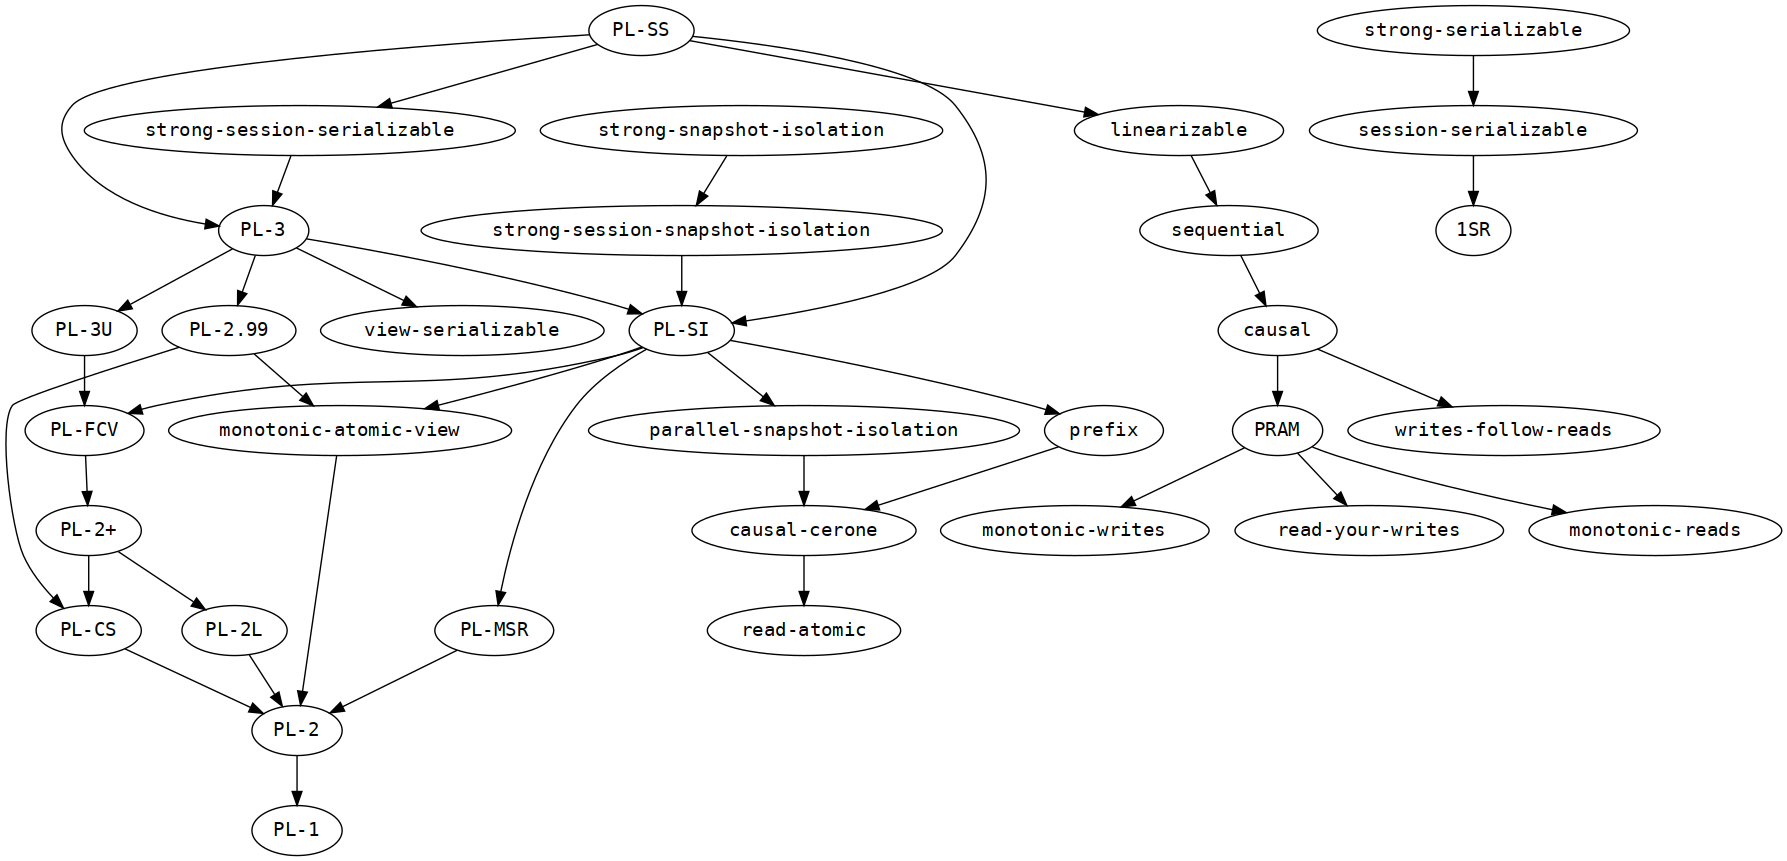 PL-SS
strong-serializable
strong-session-serializable
strong-snapshot-isolation
linearizable
session-serializable
PL-3
strong-session-snapshot-isolation
sequential
1SR
PL-3U
PL-2.99
view-serializable
PL-SI
causal
PL-FCV
monotonic-atomic-view
parallel-snapshot-isolation
prefix
PRAM
writes-follow-reads
PL-2+
causal-cerone
monotonic-writes
read-your-writes
monotonic-reads
PL-CS
PL-2L
PL-MSR
read-atomic
PL-2
PL-1